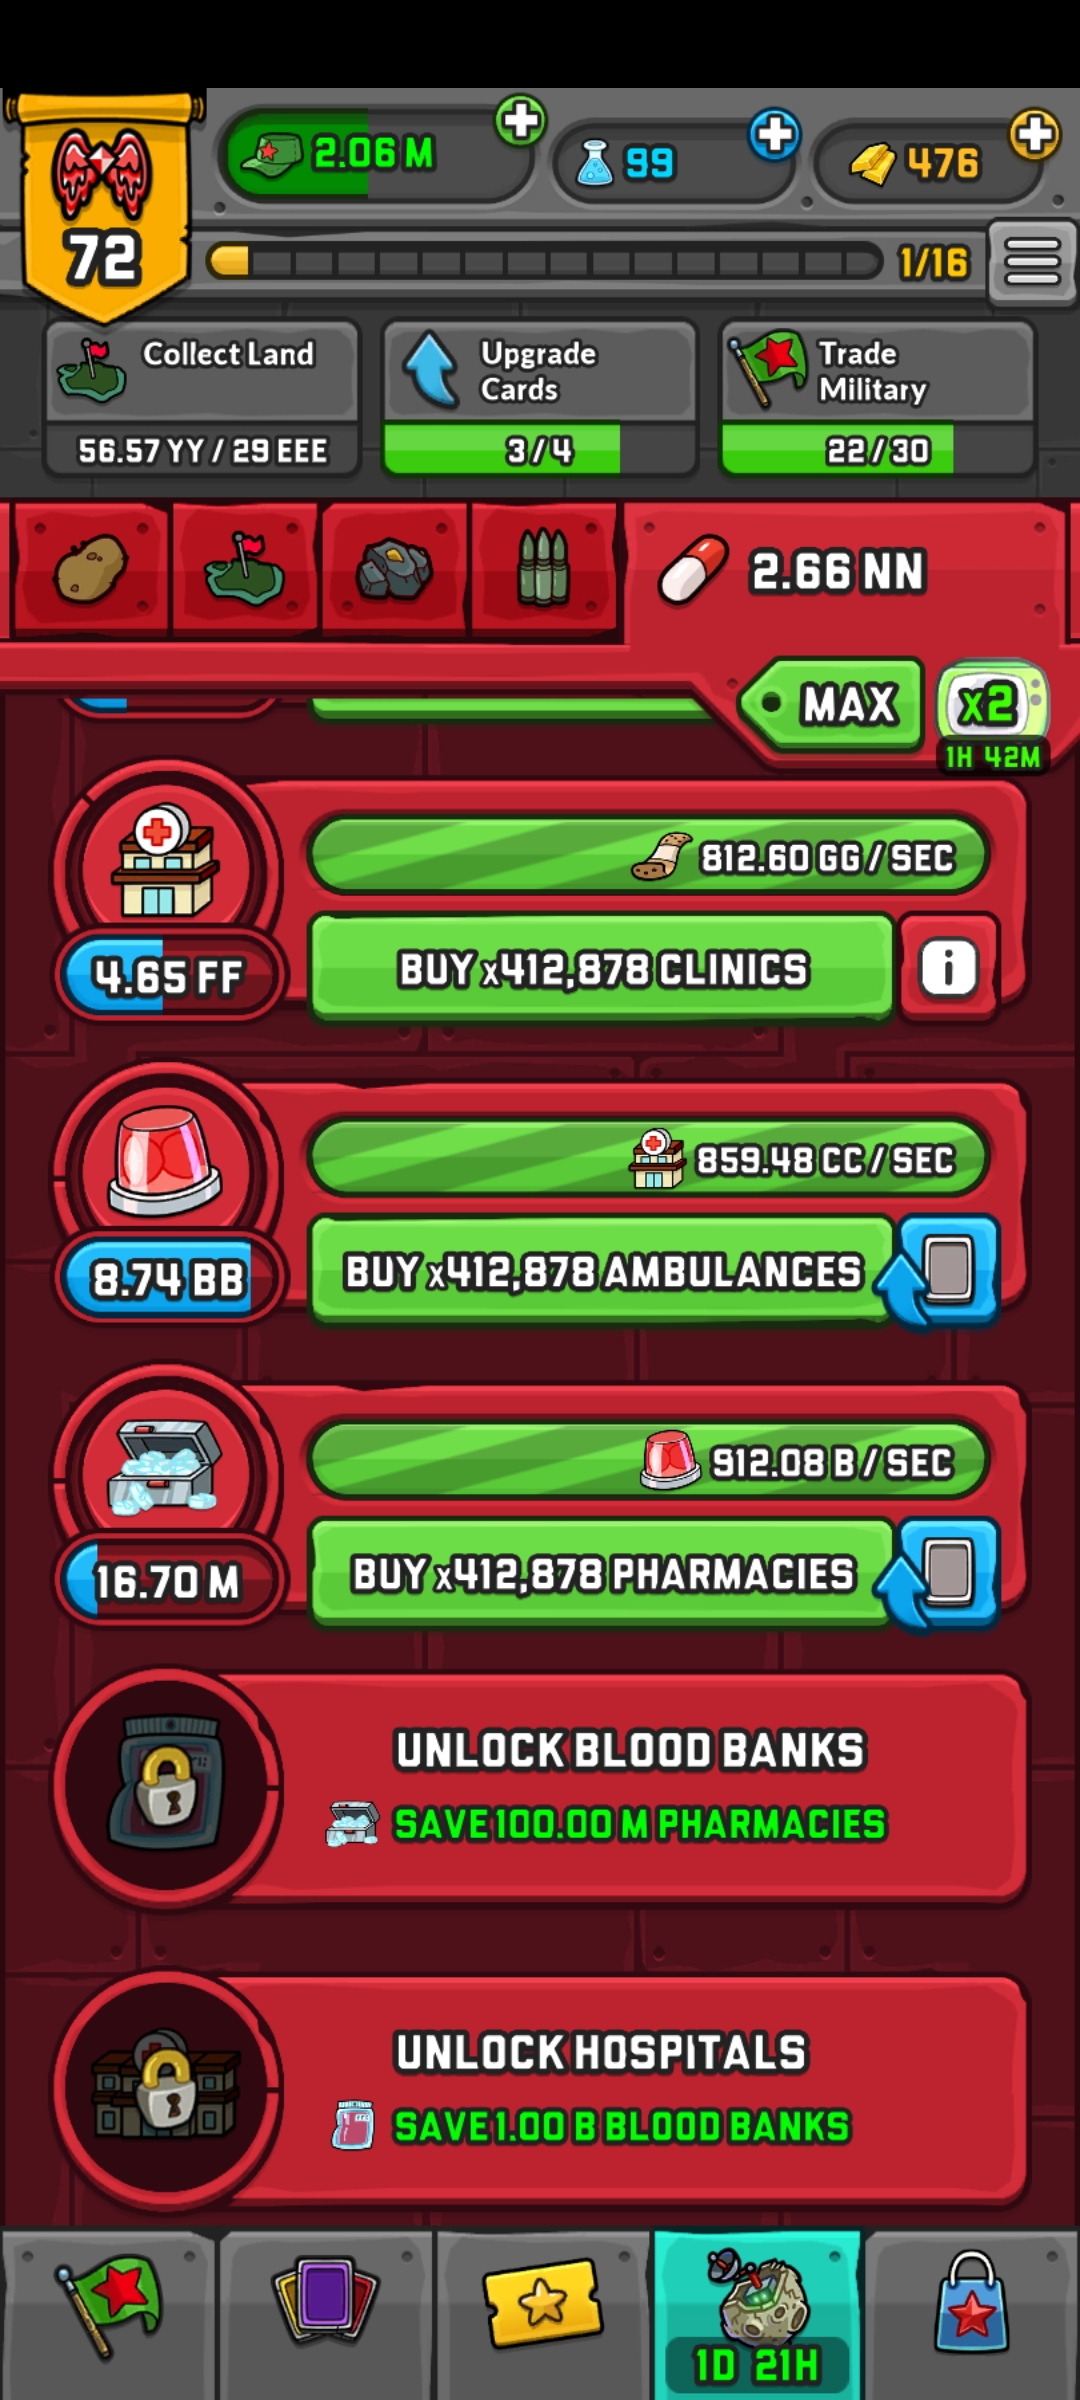 2.06 M
99
476
72
1/16
Collect Land
56.57 YY / 29 EEE
Upgrade
Cards
3/4
Trade
Military
22/30
2.66 NN
MAX
x2
1H 42M
812.60 GG / SEC
4.65 FF
BUY x412,878 CLINICS
i
859.48 CC / SEC
8.74 BB
BUY x412,878 AMBULANCES
912.08 B / SEC
16.70 M
BUY x412,878 PHARMACIES
UNLOCK BLOOD BANKS
SAVE 100.00 M PHARMACIES
UNLOCK HOSPITALS
SAVE 1.00 B BLOOD BANKS
1D 21H